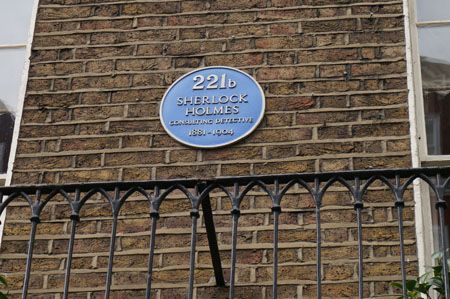 221b
SHERLOCK
HOLMES
CONSULTING DETECTIVE
1881-1904